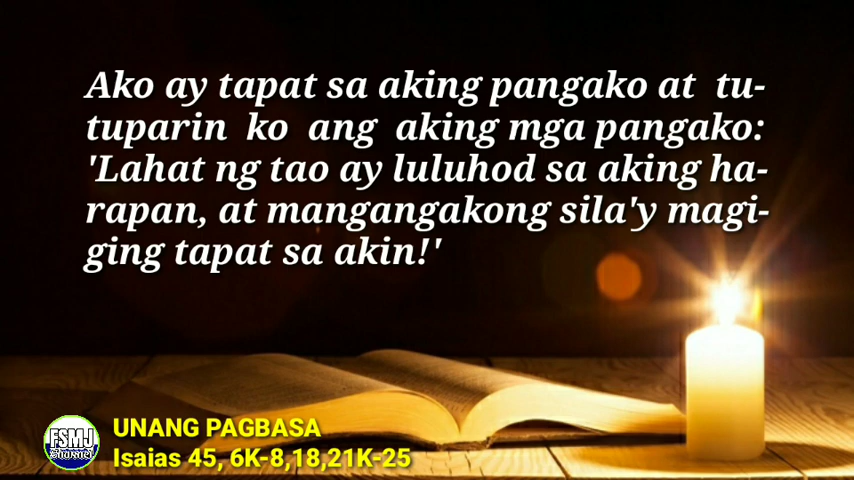 Ako ay tapat sa aking pangako at tu-
tuparin ko ang aking mga pangako:
'Lahat ng tao ay luluhod sa aking ha-
rapan, at mangangakong sila'y magi-
ging tapat sa akin!'
FSMJ
Channel
UNANG PAGBASA
Isaias 45, 6K-8,18,21K-25